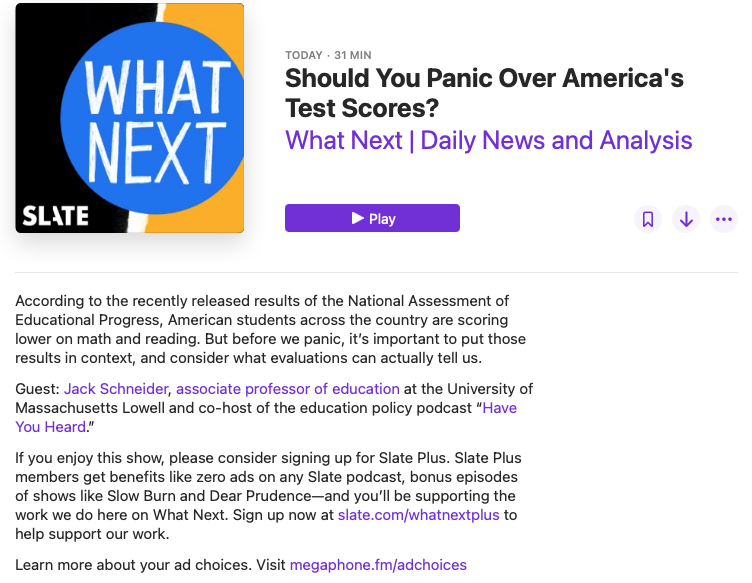 WHAT
NEXT
SLATE
TODAY · 31 MIN
Should You Panic Over America's
Test Scores?
What Next | Daily News and Analysis
Play
According to the recently released results of the National Assessment of
Educational Progress, American students across the country are scoring
lower on math and reading. But before we panic, it’s important to put those
results in context, and consider what evaluations can actually tell us.
Guest: Jack Schneider, associate professor of education at the University of
Massachusetts Lowell and co-host of the education policy podcast “Have
You Heard.”
If you enjoy this show, please consider signing up for Slate Plus. Slate Plus
members get benefits like zero ads on any Slate podcast, bonus episodes
of shows like Slow Burn and Dear Prudence—and you’ll be supporting the
work we do here on What Next. Sign up now at slate.com/whatnextplus to
help support our work.
Learn more about your ad choices. Visit megaphone.fm/adchoices